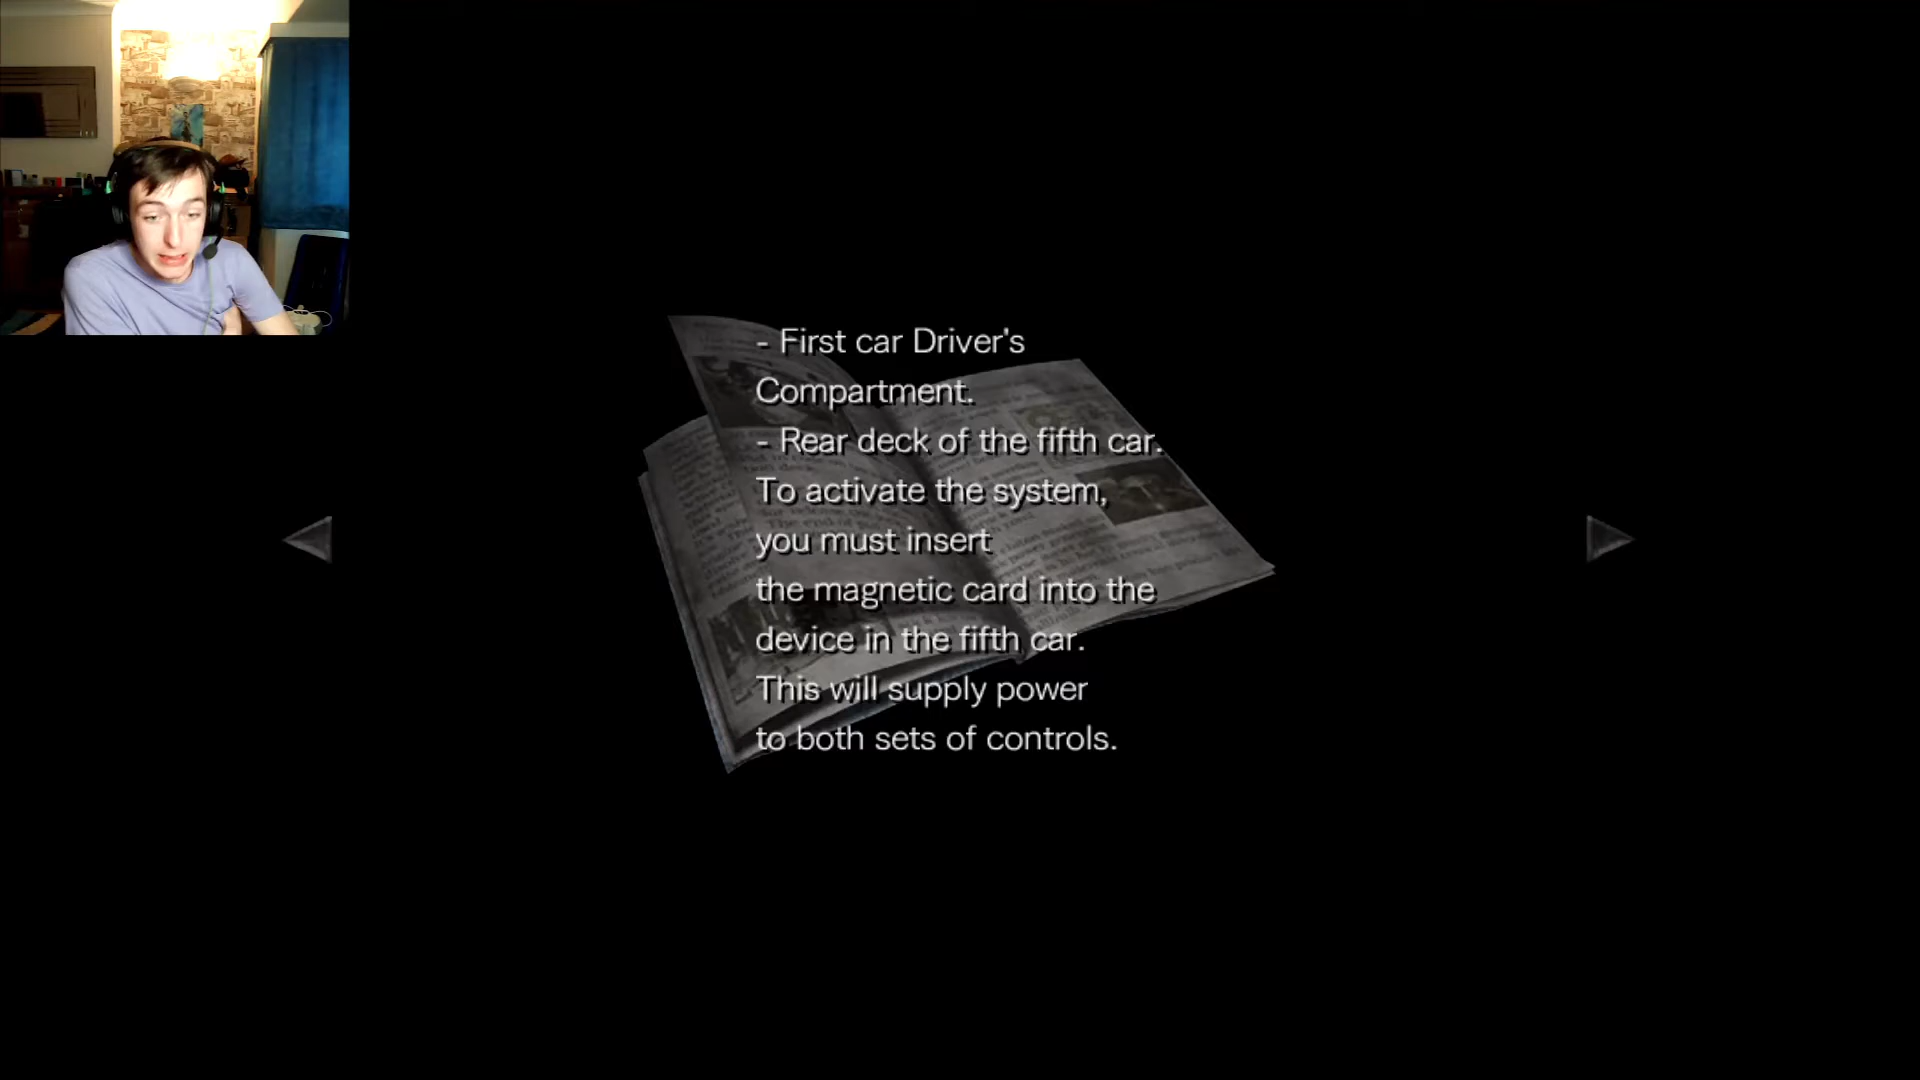 - First car Driver's
Compartment.
- Rear deck of the fifth car.
To activate the system,
you must insert
the magnetic card into the
device in the fifth car.
This will supply power
to both sets of controls.